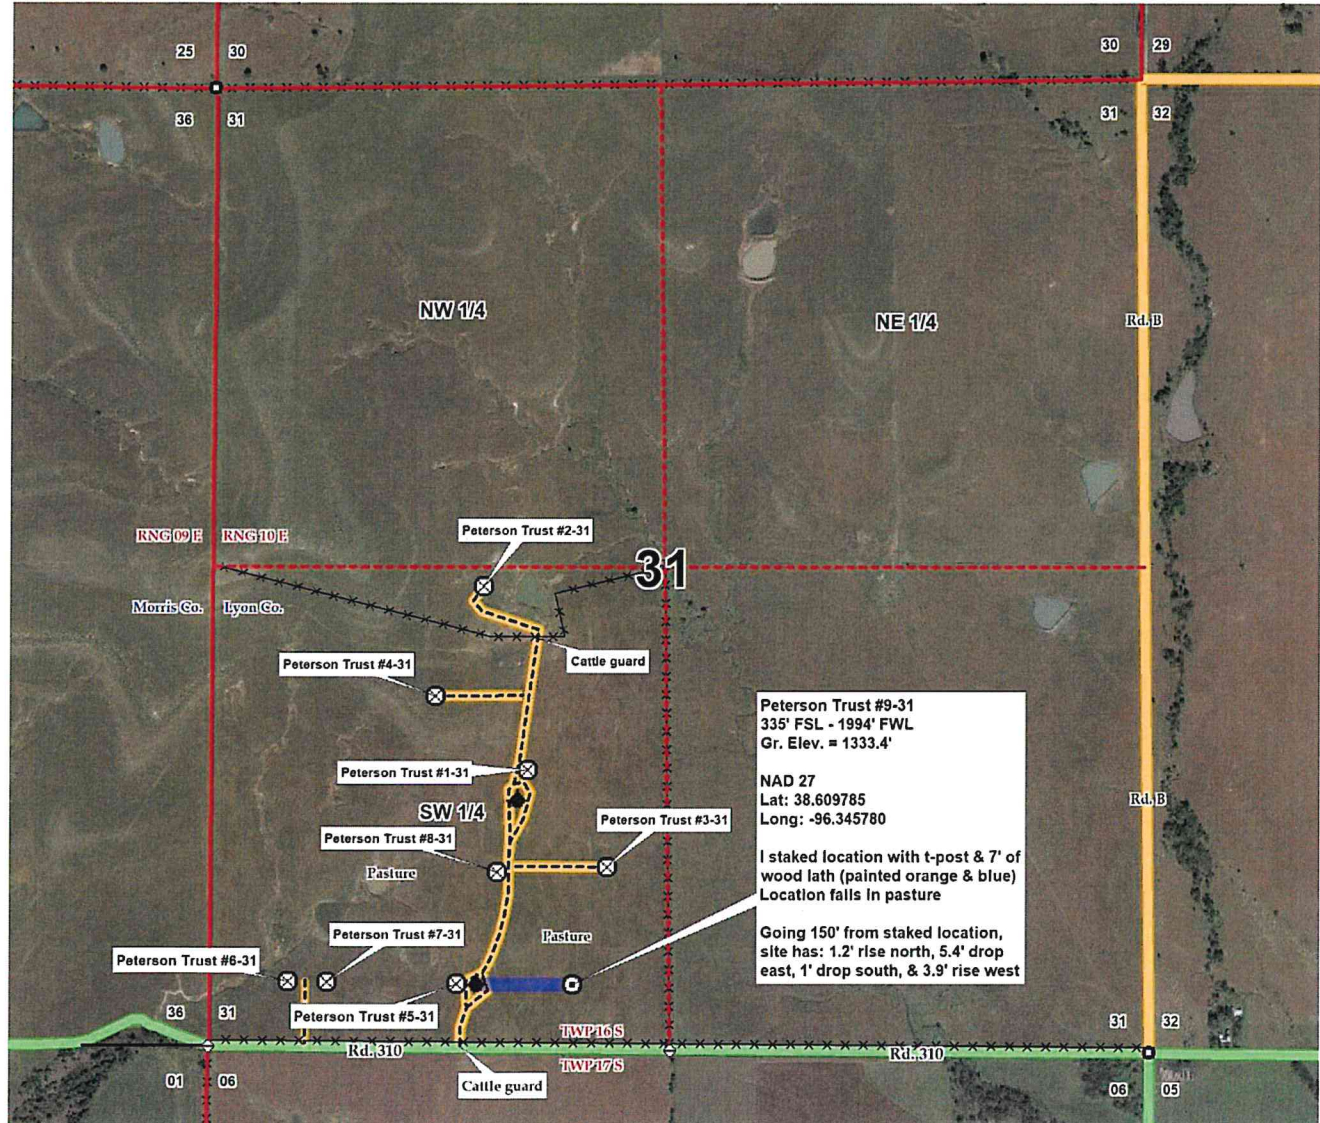 25 30
30 29
36 31
31 32
NW 1/4
NE 1/4
Rd. B
RNG 09 E RNG 10 E
Peterson Trust #2-31
31
Morris Co. Lyon Co.
Cattle guard
Peterson Trust #4-31
Peterson Trust #1-31
SW 1/4
Peterson Trust #3-31
Peterson Trust #8-31
Pasture
Rd. B
Peterson Trust #9-31
335' FSL - 1994' FWL
Gr. Elev. = 1333.4'
NAD 27
Lat: 38.609785
Long: -96.345780
I staked location with t-post & 7' of
wood lath (painted orange & blue)
Location falls in pasture
Going 150' from staked location,
site has: 1.2' rise north, 5.4' drop
east, 1' drop south, & 3.9' rise west
Pasture
Peterson Trust #7-31
Peterson Trust #6-31
Peterson Trust #5-31
36 31
31 32
TWP 16 S
Rd. 310
Rd. 310
TWP 17 S
01 06
Cattle guard
06 05